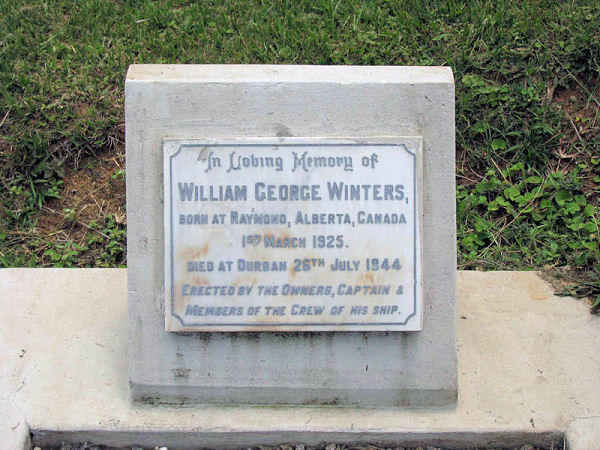 In Loving Memory of
WILLIAM GEORGE WINTERS,
BORN AT RAYMOND, ALBERTA, CANADA
1ST MARCH 1925.
DIED AT DURBAN 26TH JULY 1944
ERECTED BY THE OWNERS, CAPTAIN &
MEMBERS OF THE CREW OF HIS SHIP.